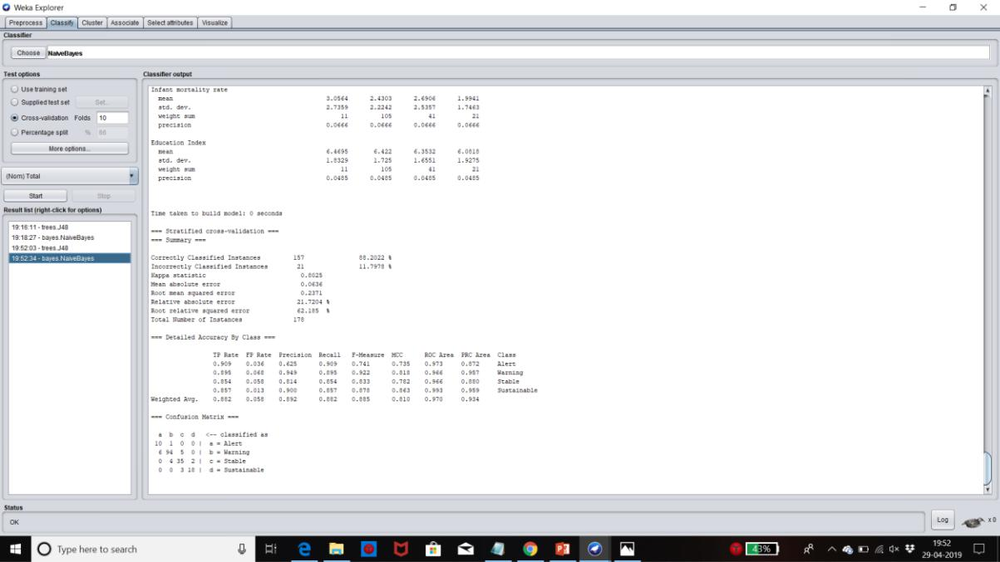 Weka Explorer
Preprocess Classify Cluster Associate Select attributes Visualize
Classifier
Choose NaiveBayes
Test options
Use training set
Supplied test set Set...
Cross-validation Folds 10
Percentage split % 66
More options...
(Nom) Total
Start Stop
Result list (right-click for options)
19:16:11 - trees.J48
19:18:27 - bayes.NaiveBayes
19:52:03 - trees.J48
19:52:34 - bayes.NaiveBayes
Classifier output
Infant mortality rate
mean 3.0564 2.4303 2.6906 1.9941
std. dev. 2.7359 2.2242 2.5357 1.7463
weight sum 11 105 41 21
precision 0.0666 0.0666 0.0666 0.0666
Education Index
mean 6.4695 6.422 6.3532 6.0818
std. dev. 1.8329 1.725 1.6551 1.9275
weight sum 11 105 41 21
precision 0.0485 0.0485 0.0485 0.0485
Time taken to build model: 0 seconds
=== Stratified cross-validation ===
=== Summary ===
Correctly Classified Instances 157 88.2022 %
Incorrectly Classified Instances 21 11.7978 %
Kappa statistic 0.8025
Mean absolute error 0.0636
Root mean squared error 0.2371
Relative absolute error 21.7204 %
Root relative squared error 62.185 %
Total Number of Instances 178
=== Detailed Accuracy By Class ===
TP Rate FP Rate Precision Recall F-Measure MCC ROC Area PRC Area Class
0.909 0.036 0.625 0.909 0.741 0.735 0.973 0.872 Alert
0.895 0.068 0.949 0.895 0.922 0.818 0.966 0.957 Warning
0.854 0.058 0.814 0.854 0.833 0.782 0.966 0.880 Stable
0.857 0.013 0.900 0.857 0.878 0.863 0.993 0.959 Sustainable
Weighted Avg. 0.882 0.058 0.892 0.882 0.885 0.810 0.970 0.934
=== Confusion Matrix ===
a b c d <-- classified as
10 1 0 0 | a = Alert
6 94 5 0 | b = Warning
0 4 35 2 | c = Stable
0 0 3 18 | d = Sustainable
Status
OK
Log x 0
Type here to search
43%
19:52
29-04-2019